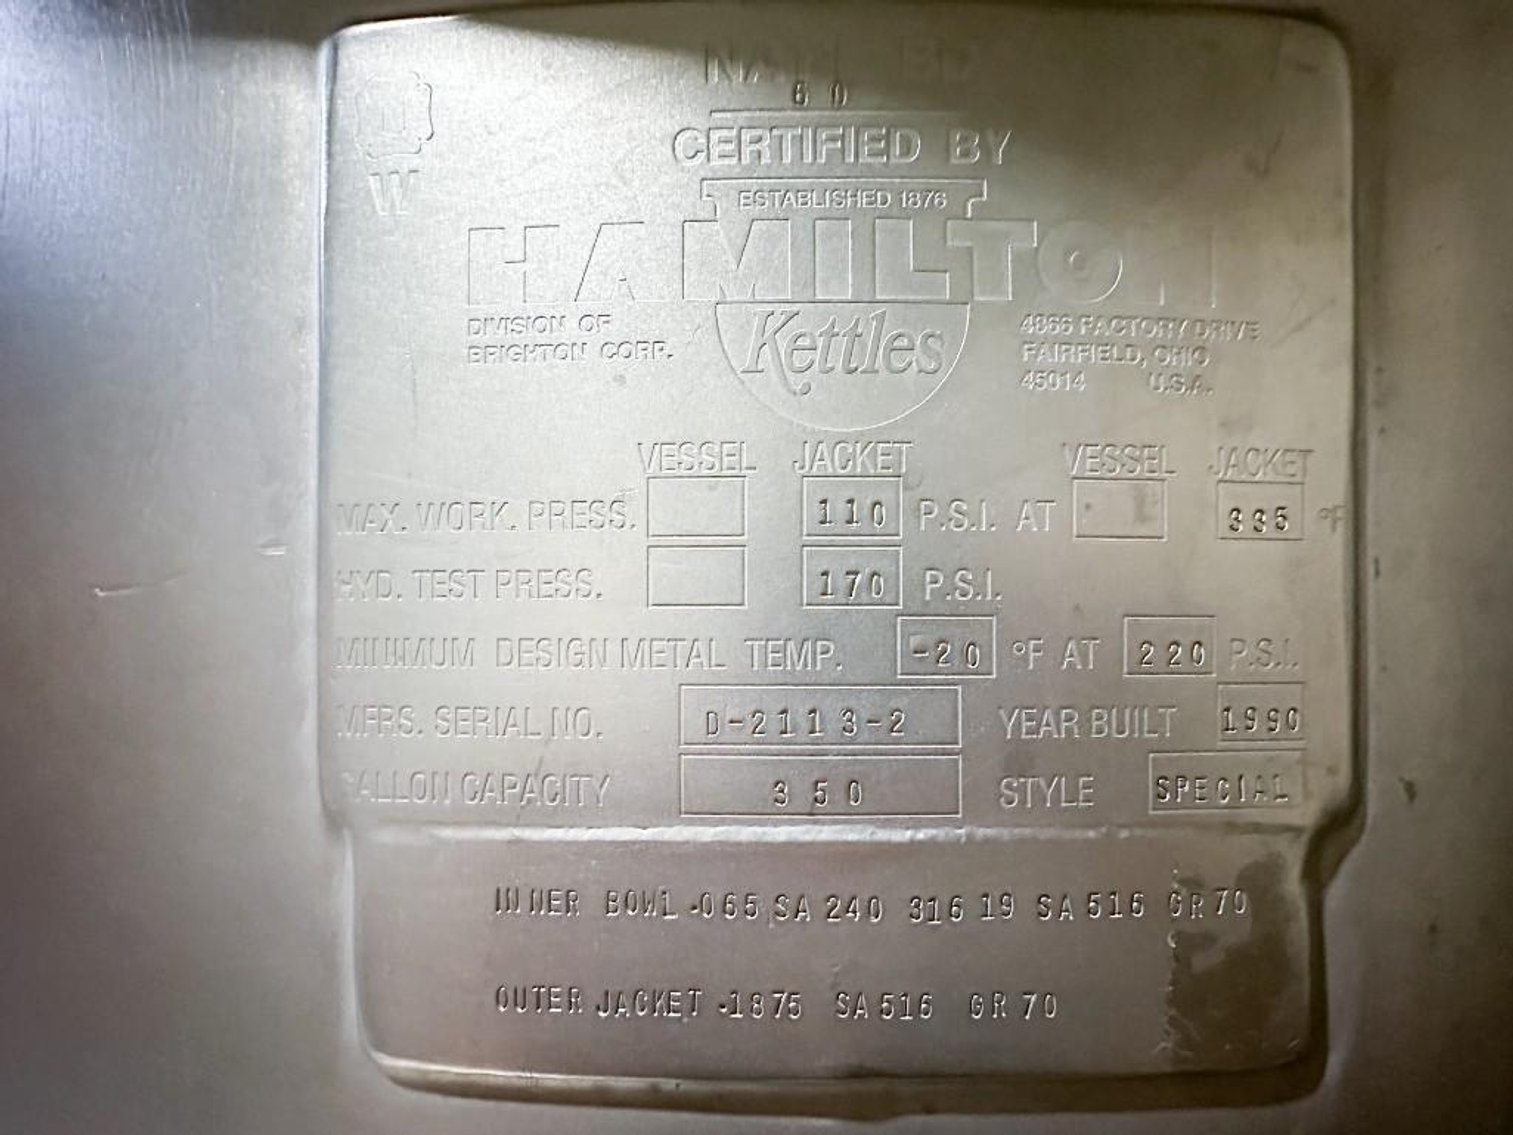 U
W
NAT'L BD
60
CERTIFIED BY
ESTABLISHED 1876
HAMILTON
Kettles
DIVISION OF
BRIGHTON CORP.
4866 FACTORY DRIVE
FAIRFIELD, OHIO
45014 U.S.A.
VESSEL JACKET VESSEL JACKET
MAX. WORK. PRESS. 110 P.S.I. AT 335 °F
HYD. TEST PRESS. 170 P.S.I.
MINIMUM DESIGN METAL TEMP. -20 °F AT 220 P.S.I.
MFRS. SERIAL NO. D-2113-2 YEAR BUILT 1990
GALLON CAPACITY 350 STYLE SPECIAL
INNER BOWL .065 SA 240 316 19 SA 516 GR 70
OUTER JACKET .1875 SA 516 GR 70